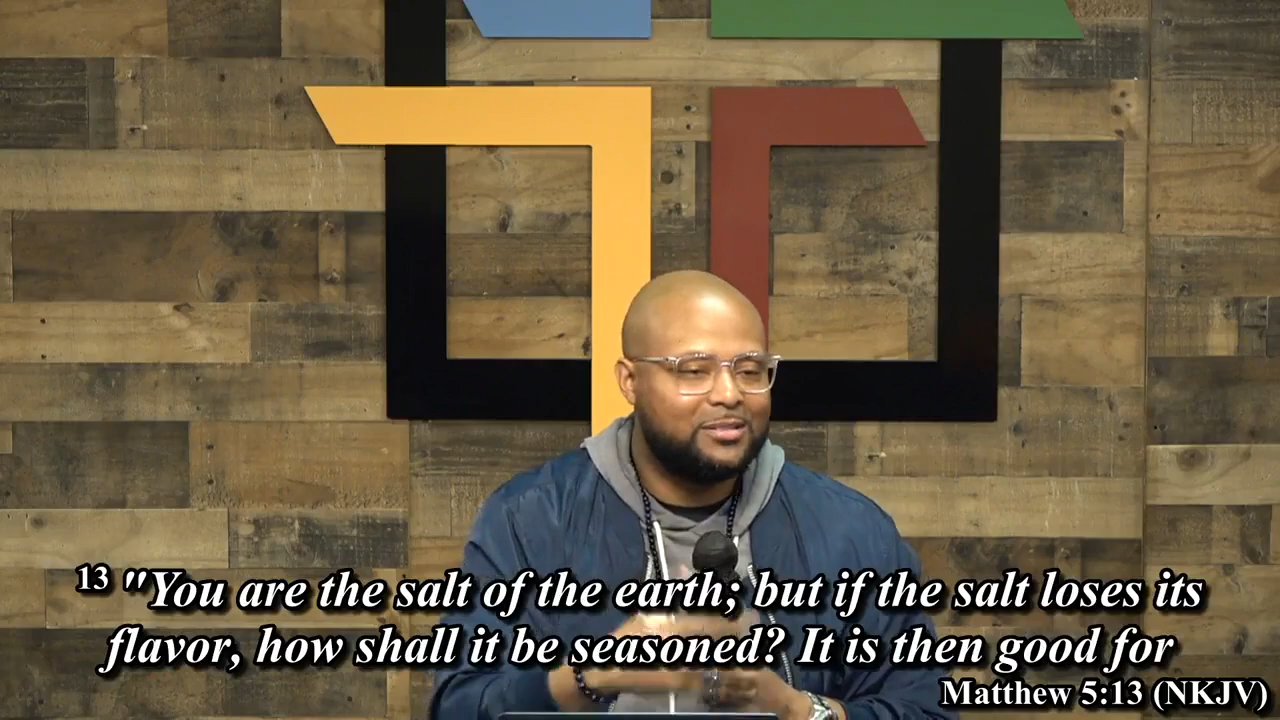 13 "You are the salt of the earth; but if the salt loses its
flavor, how shall it be seasoned? It is then good for
Matthew 5:13 (NKJV)